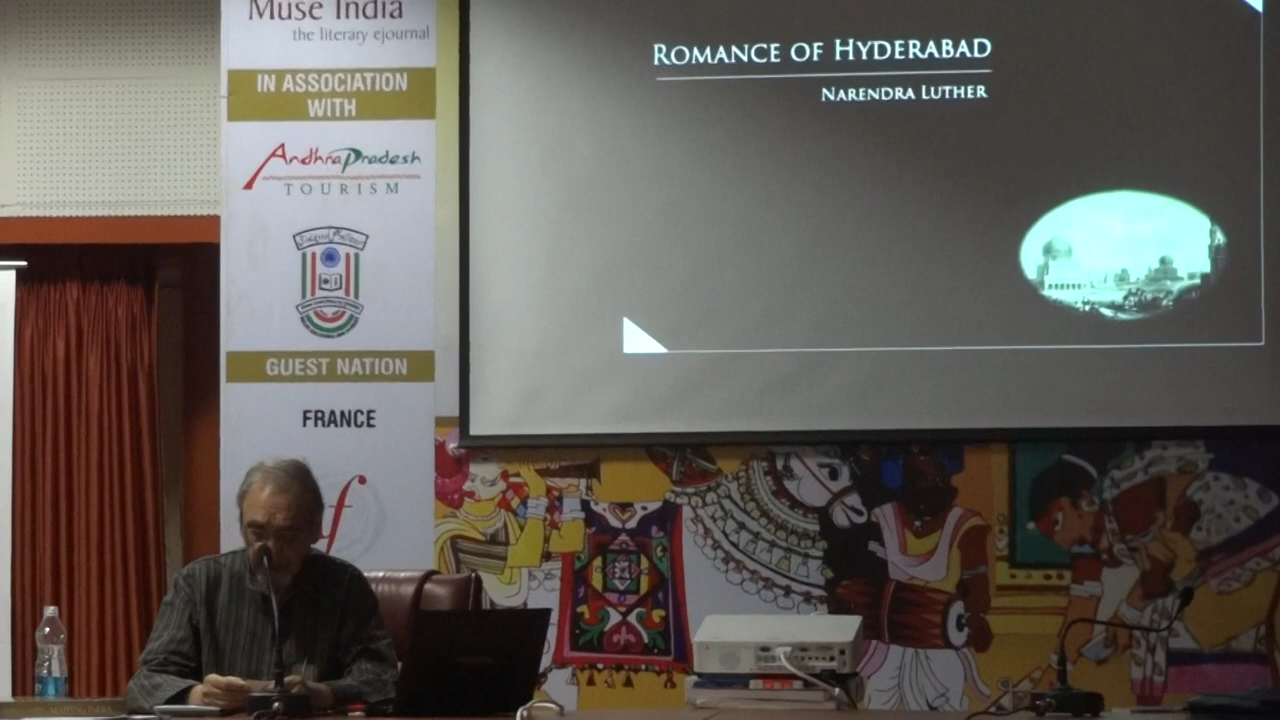 Muse India
the literary ejournal
IN ASSOCIATION
WITH
Andhra Pradesh
TOURISM
GUEST NATION
FRANCE
f
ROMANCE OF HYDERABAD
NARENDRA LUTHER